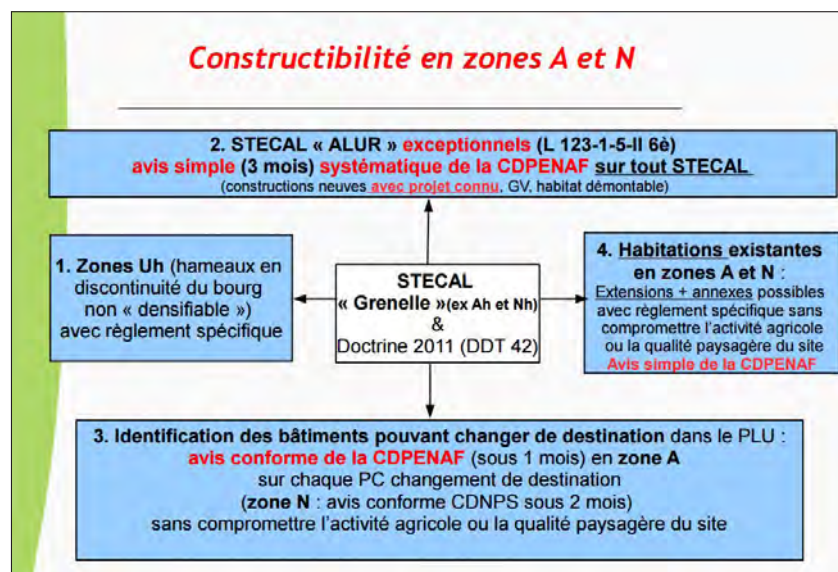 Constructibilité en zones A et N
2. STECAL « ALUR » exceptionnels (L 123-1-5-II 6è)
avis simple (3 mois) systématique de la CDPENAF sur tout STECAL
(constructions neuves avec projet connu, GV, habitat démontable)
1. Zones Uh (hameaux en
discontinuité du bourg
non « densifiable »)
avec règlement spécifique
STECAL
« Grenelle »(ex Ah et Nh)
&
Doctrine 2011 (DDT 42)
4. Habitations existantes
en zones A et N :
Extensions + annexes possibles
avec règlement spécifique sans
compromettre l'activité agricole
ou la qualité paysagère du site
Avis simple de la CDPENAF
3. Identification des bâtiments pouvant changer de destination dans le PLU :
avis conforme de la CDPENAF (sous 1 mois) en zone A
sur chaque PC changement de destination
(zone N : avis conforme CDNPS sous 2 mois)
sans compromettre l'activité agricole ou la qualité paysagère du site